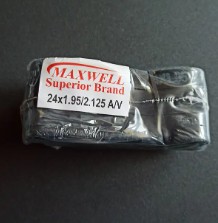 MAXWELL
Superior Brand
24x1.95/2.125 A/V